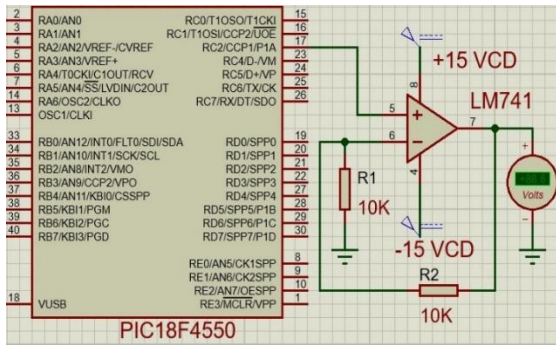 2 RA0/AN0 RC0/T1OSO/T1CKI 15
3 RA1/AN1 RC1/T1OSI/CCP2/UOE 16
4 RA2/AN2/VREF-/CVREF RC2/CCP1/P1A 17
5 RA3/AN3/VREF+ RC4/D-/VM 23
6 RA4/T0CKI/C1OUT/RCV RC5/D+/VP 24
7 RA5/AN4/SS/LVDIN/C2OUT RC6/TX/CK 25
14 RA6/OSC2/CLKO RC7/RX/DT/SDO 26
13 OSC1/CLKI
33 RB0/AN12/INT0/FLT0/SDI/SDA RD0/SPP0 19
34 RB1/AN10/INT1/SCK/SCL RD1/SPP1 20
35 RB2/AN8/INT2/VMO RD2/SPP2 21
36 RB3/AN9/CCP2/VPO RD3/SPP3 22
37 RB4/AN11/KBI0/CSSPP RD4/SPP4 27
38 RB5/KBI1/PGM RD5/SPP5/P1B 28
39 RB6/KBI2/PGC RD6/SPP6/P1C 29
40 RB7/KBI3/PGD RD7/SPP7/P1D 30
RE0/AN5/CK1SPP 8
RE1/AN6/CK2SPP 9
RE2/AN7/OESPP 10
18 VUSB RE3/MCLR/VPP 1
PIC18F4550
+15 VCD
8
LM741
5 + 7
6 -
4
R1
10K
-15 VCD
R2
10K
+
Volts
-